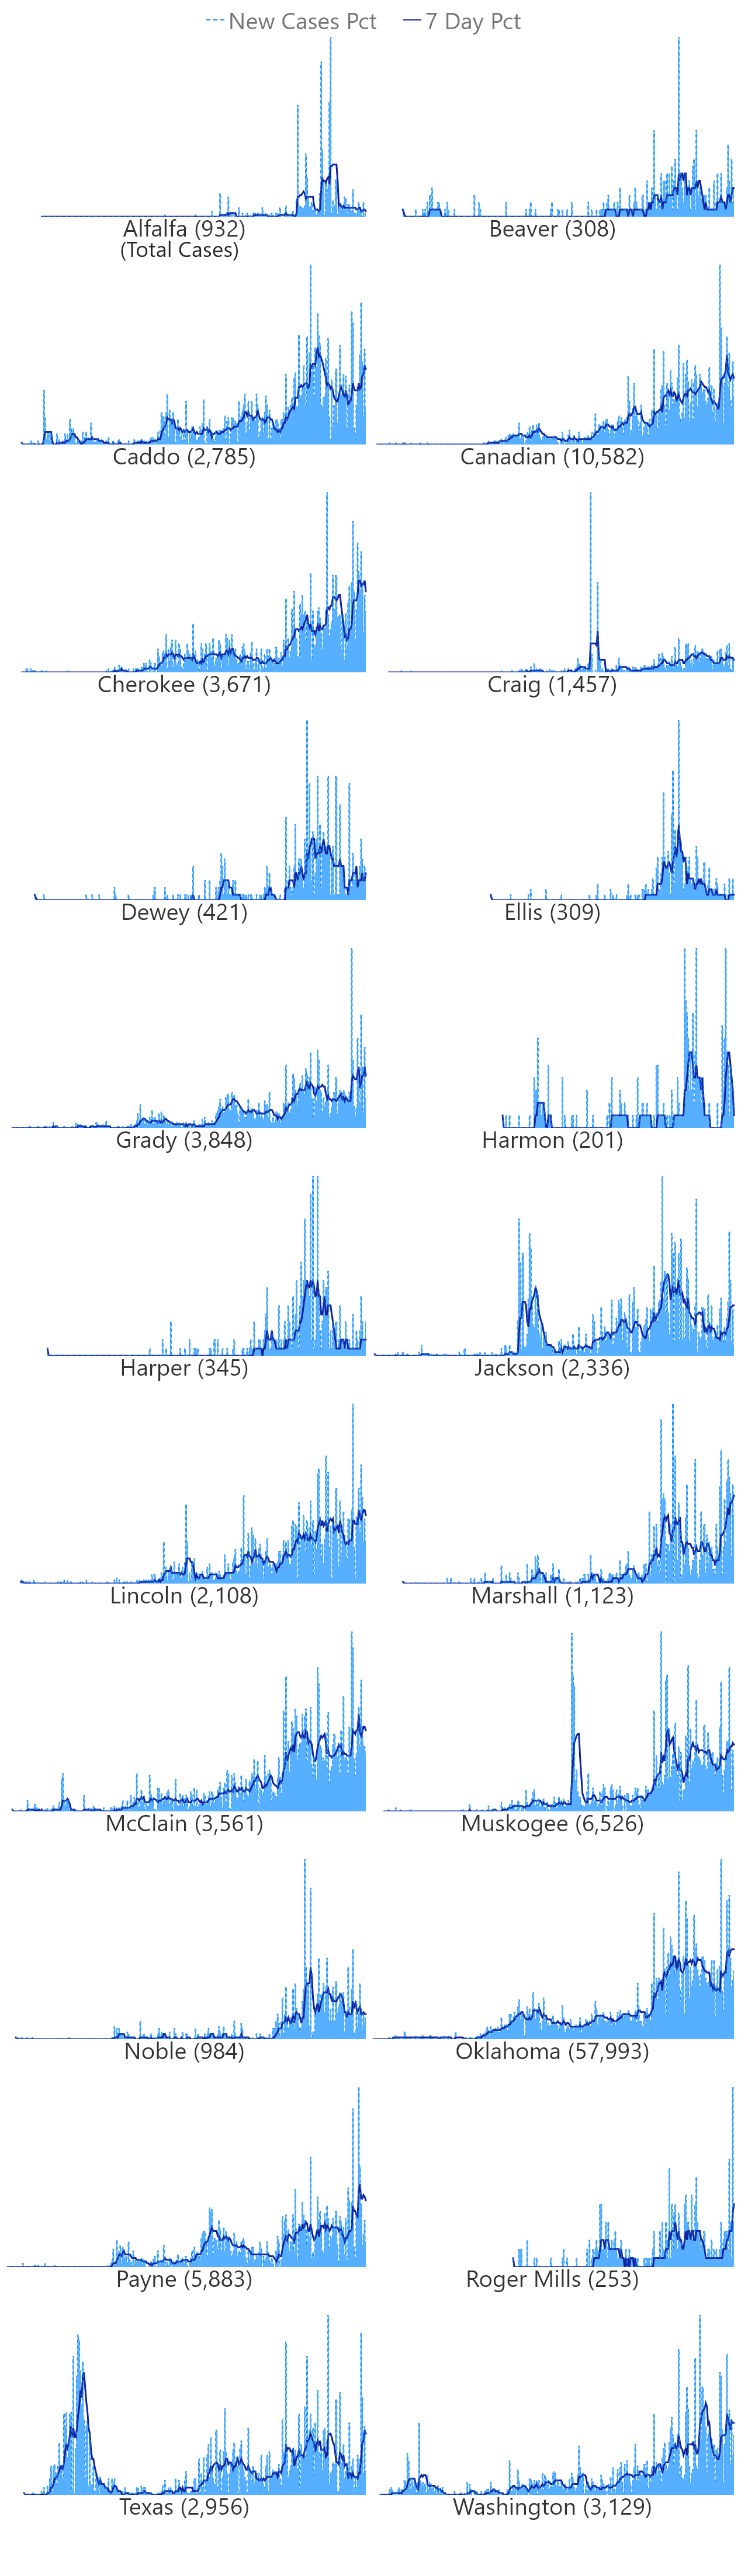 New Cases Pct 7 Day Pct
Alfalfa (932) Beaver (308)
(Total Cases)
Caddo (2,785) Canadian (10,582)
Cherokee (3,671) Craig (1,457)
Dewey (421) Ellis (309)
Grady (3,848) Harmon (201)
Harper (345) Jackson (2,336)
Lincoln (2,108) Marshall (1,123)
McClain (3,561) Muskogee (6,526)
Noble (984) Oklahoma (57,993)
Payne (5,883) Roger Mills (253)
Texas (2,956) Washington (3,129)